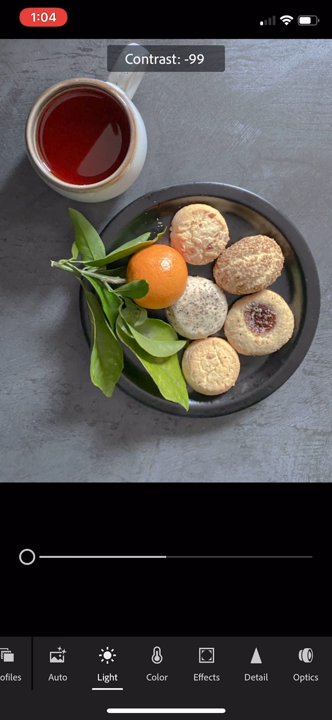 1:04
Contrast: -99
ofiles
Auto
Light
Color
Effects
Detail
Optics